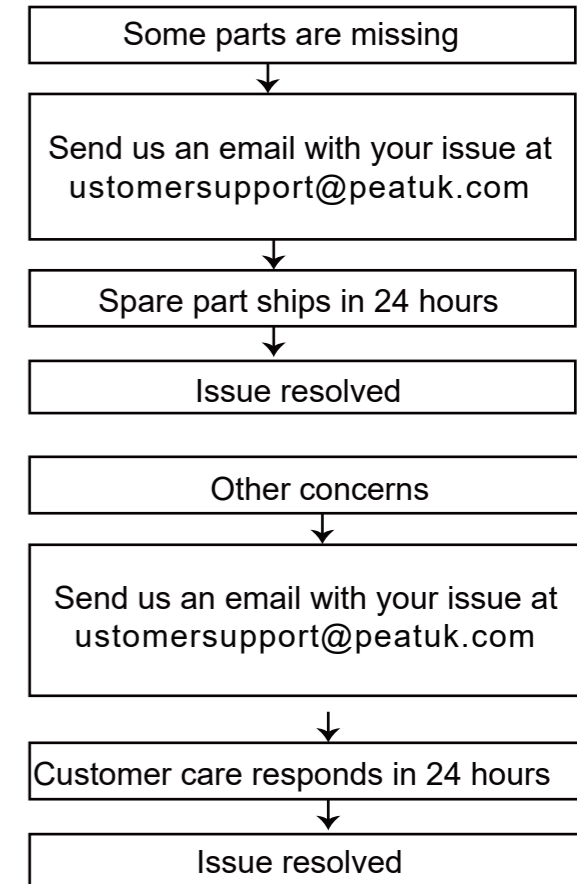 Some parts are missing
Send us an email with your issue at
ustomersupport@peatuk.com
Spare part ships in 24 hours
Issue resolved
Other concerns
Send us an email with your issue at
ustomersupport@peatuk.com
Customer care responds in 24 hours
Issue resolved